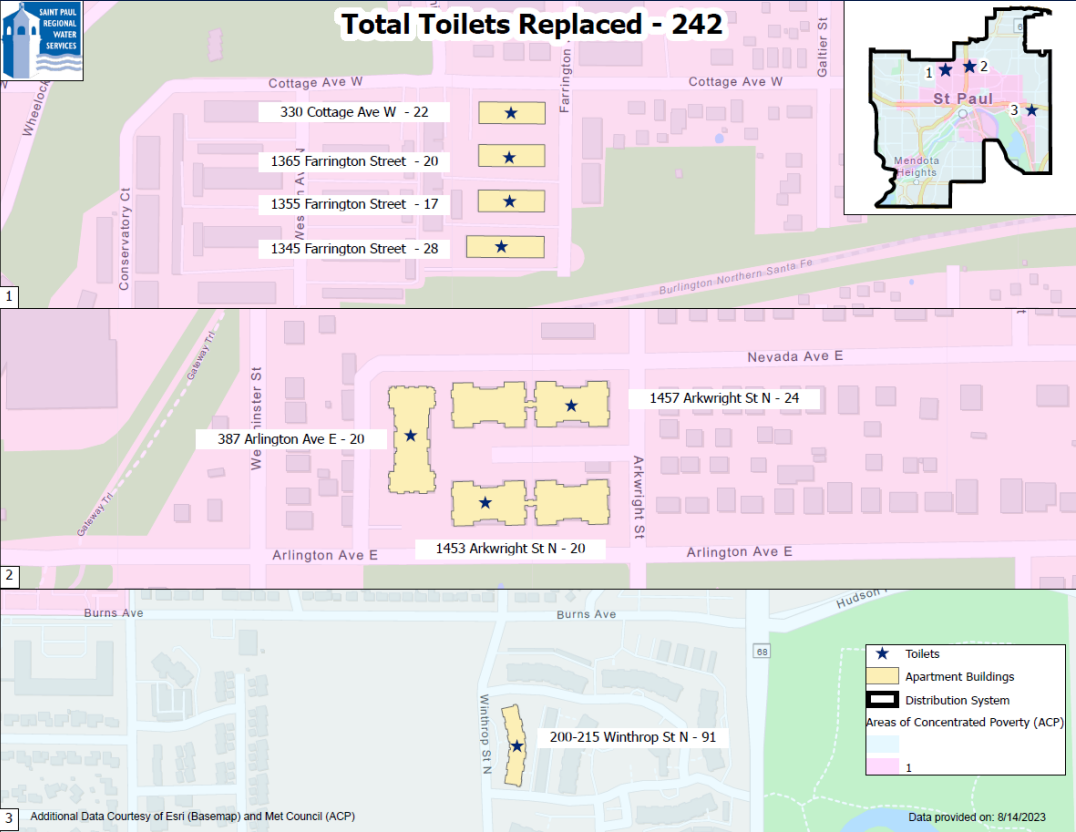 SAINT PAUL
REGIONAL
WATER
SERVICES
Total Toilets Replaced - 242
Wheelock
Cottage Ave W
Farrington
Cottage Ave W
Galtier St
330 Cottage Ave W - 22
1365 Farrington Street - 20
1355 Farrington Street - 17
1345 Farrington Street - 28
Conservatory Ct
Burlington Northern Santa Fe
1
1
2
St Paul
3
Mendota
Heights
Gateway Trl
Nevada Ave E
1457 Arkwright St N - 24
387 Arlington Ave E - 20
Arkwright St
Gateway Trl
1453 Arkwright St N - 20
Arlington Ave E
Arlington Ave E
2
Burns Ave
Burns Ave
Hudson
68
Winthrop St N
200-215 Winthrop St N - 91
Toilets
Apartment Buildings
Distribution System
Areas of Concentrated Poverty (ACP)
1
3
Additional Data Courtesy of Esri (Basemap) and Met Council (ACP)
Data provided on: 8/14/2023